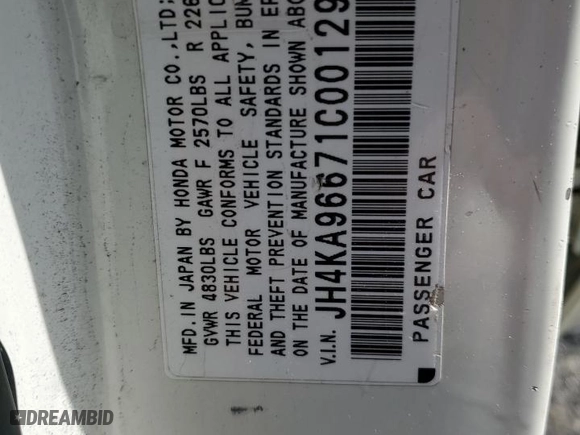 MFD. IN JAPAN BY HONDA MOTOR CO.,LTD.
GVWR 4830LBS GAWR F 2570LBS R 226
THIS VEHICLE CONFORMS TO ALL APPLIC
FEDERAL MOTOR VEHICLE SAFETY, BUM
AND THEFT PREVENTION STANDARDS IN EF
ON THE DATE OF MANUFACTURE SHOWN ABO
V.I.N. JH4KA96671C00129
PASSENGER CAR
DREAMBID